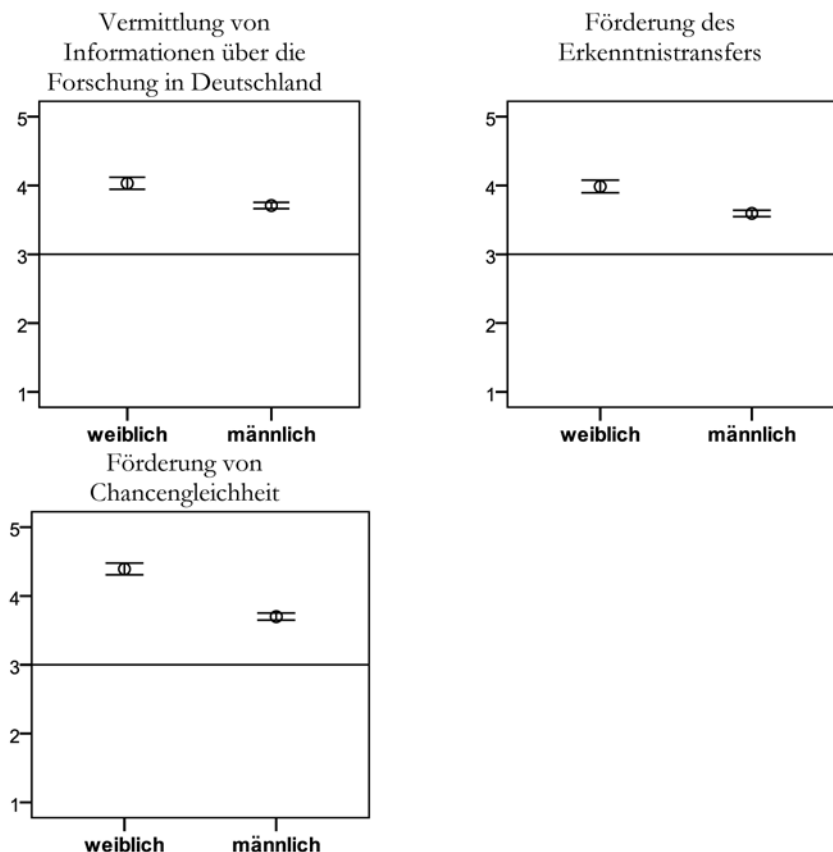 Vermittlung von
Informationen über die
Forschung in Deutschland
5
4
3
2
1
weiblich männlich
Förderung des
Erkenntnistransfers
5
4
3
2
1
weiblich männlich
Förderung von
Chancengleichheit
5
4
3
2
1
weiblich männlich